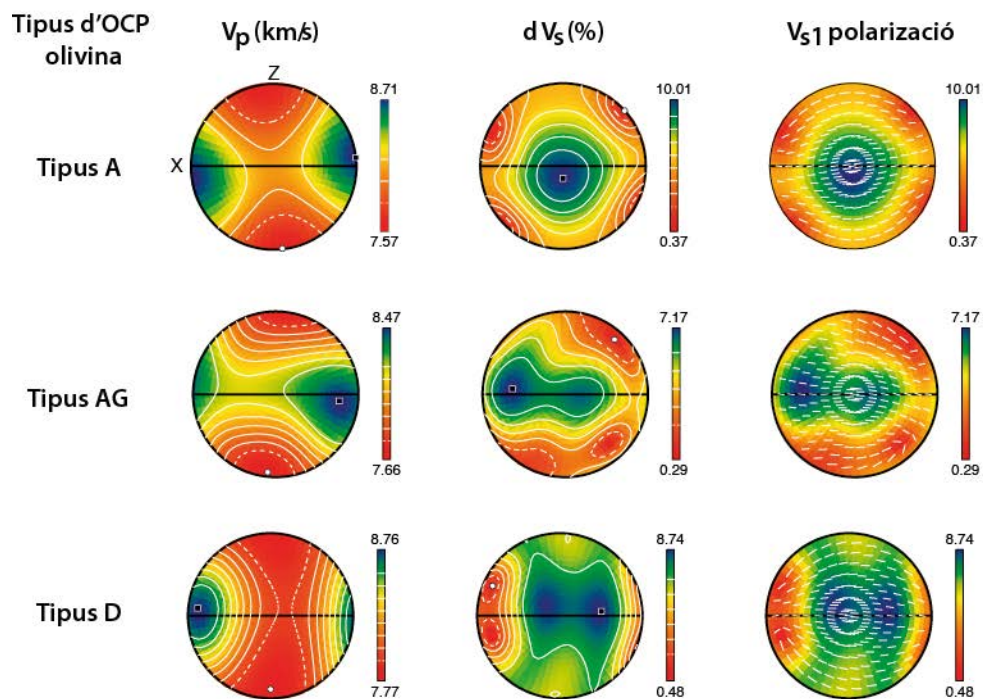 Tipus d'OCP
olivina
Vp (km/s)
dVs (%)
Vs1 polarizació
Z
8.71
10.01
10.01
Tipus A
X
7.57
0.37
0.37
8.47
7.17
7.17
Tipus AG
7.66
0.29
0.29
8.76
8.74
8.74
Tipus D
7.77
0.48
0.48